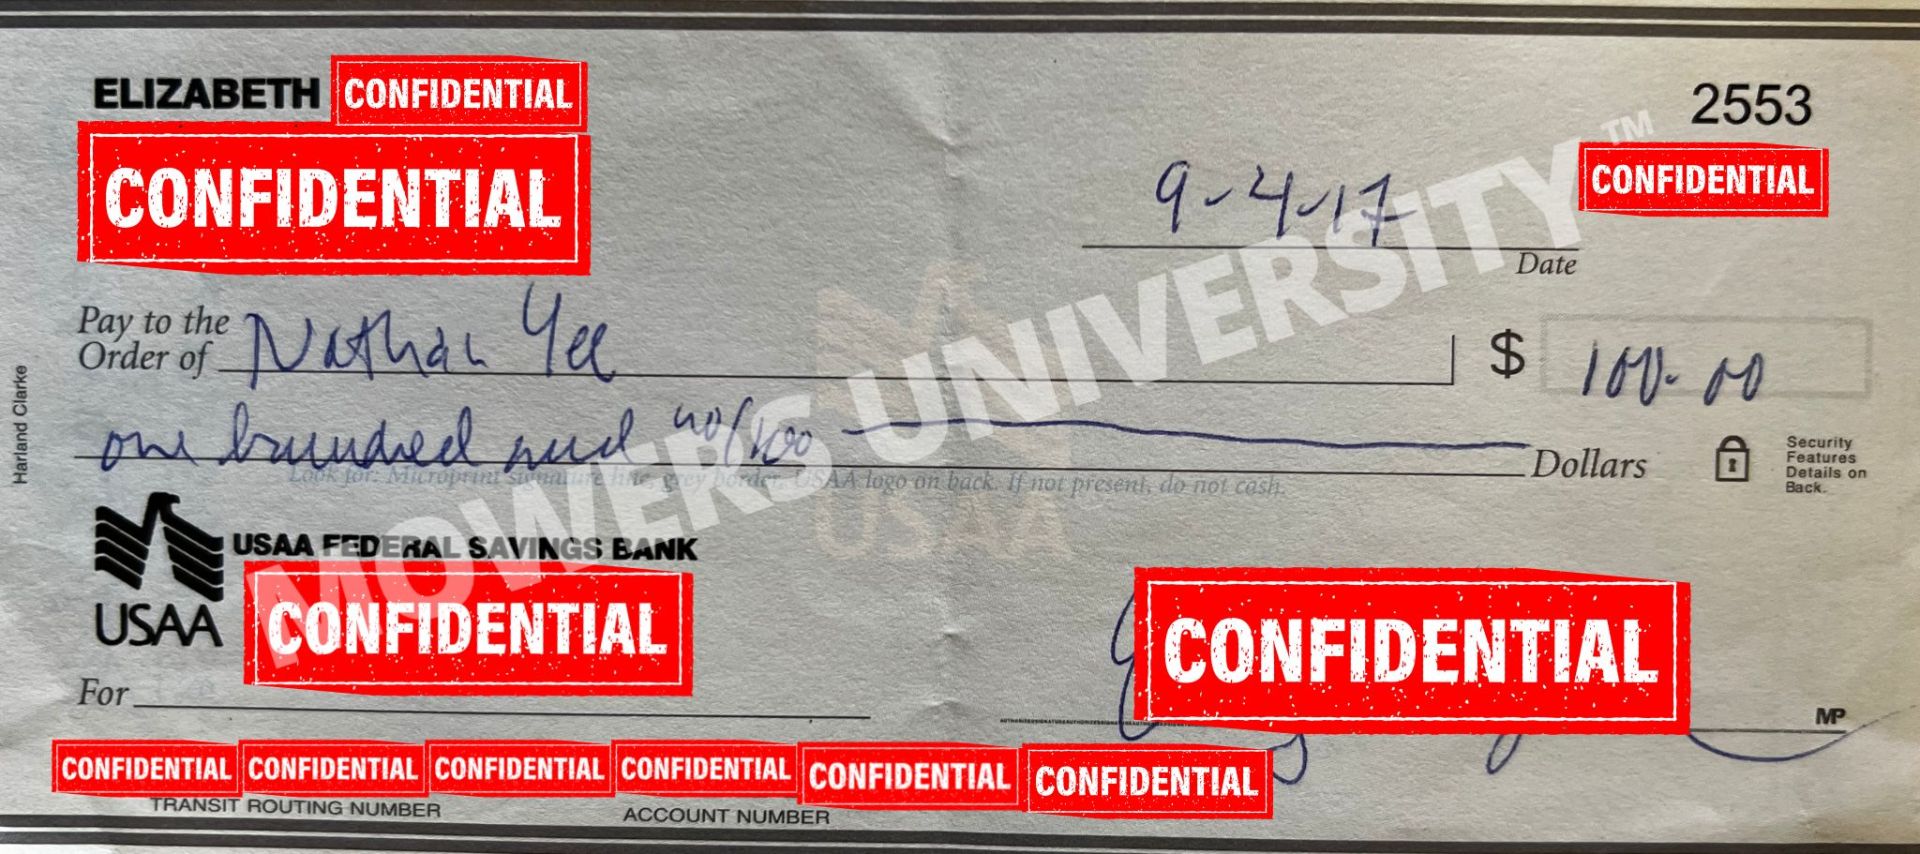 ELIZABETH CONFIDENTIAL
2553
CONFIDENTIAL
CONFIDENTIAL
9-4-17
Date
Pay to the
Order of Nathan Yee $ 100.00
one hundred and no/100 Dollars
Look for: Microprint signature line, grey border, USAA logo on back. If not present, do not cash.
Security
Features
Details on
Back.
Harland Clarke
USAA
USAA FEDERAL SAVINGS BANK
USAA
CONFIDENTIAL
CONFIDENTIAL
For
MP
CONFIDENTIAL CONFIDENTIAL CONFIDENTIAL CONFIDENTIAL CONFIDENTIAL CONFIDENTIAL
TRANSIT ROUTING NUMBER
ACCOUNT NUMBER
MOWERS UNIVERSITY™